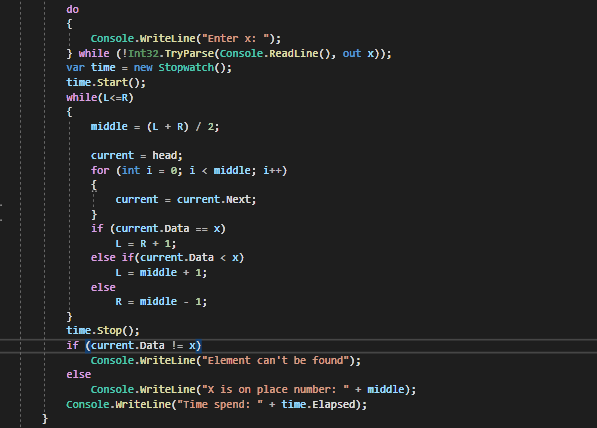 do
{
Console.WriteLine("Enter x: ");
} while (!Int32.TryParse(Console.ReadLine(), out x));
var time = new Stopwatch();
time.Start();
while(L<=R)
{
middle = (L + R) / 2;
current = head;
for (int i = 0; i < middle; i++)
{
current = current.Next;
}
if (current.Data == x)
L = R + 1;
else if(current.Data < x)
L = middle + 1;
else
R = middle - 1;
}
time.Stop();
if (current.Data != x)
Console.WriteLine("Element can't be found");
else
Console.WriteLine("X is on place number: " + middle);
Console.WriteLine("Time spend: " + time.Elapsed);
}